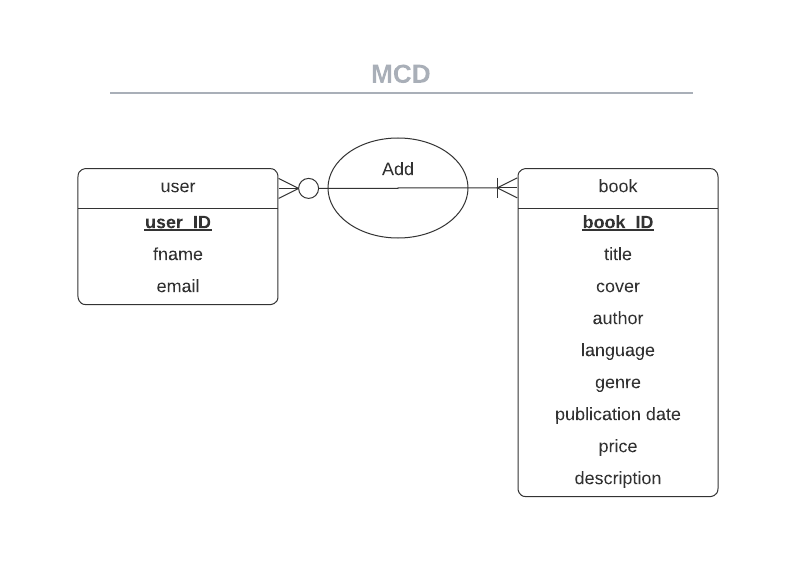 MCD
Add
user
user_ID
fname
email
book
book_ID
title
cover
author
language
genre
publication date
price
description